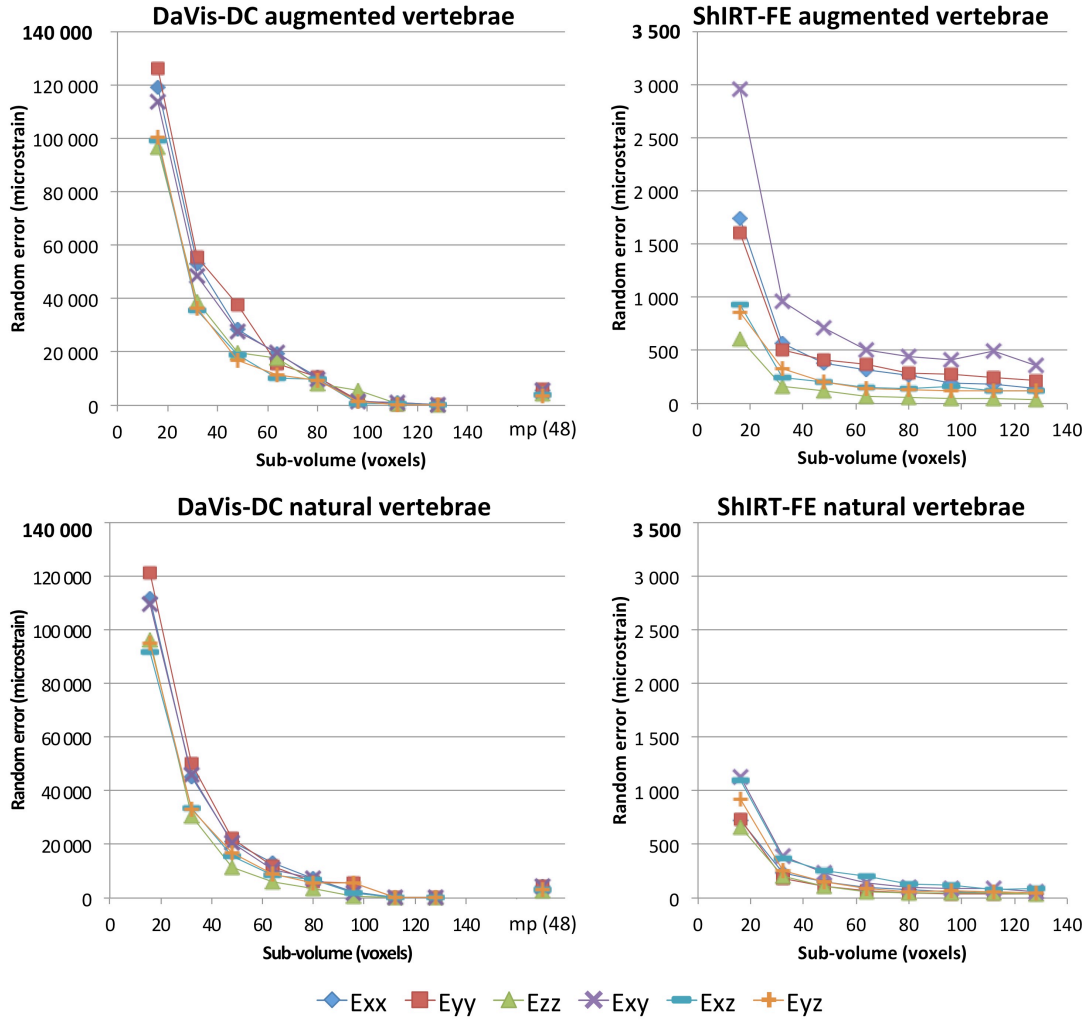 DaVis-DC augmented vertebrae
140 000
120 000
100 000
80 000
60 000
40 000
20 000
0
Random error (microstrain)
0 20 40 60 80 100 120 140 mp (48)
Sub-volume (voxels)
ShIRT-FE augmented vertebrae
3 500
3 000
2 500
2 000
1 500
1 000
500
0
Random error (microstrain)
0 20 40 60 80 100 120 140
Sub-volume (voxels)
DaVis-DC natural vertebrae
140 000
120 000
100 000
80 000
60 000
40 000
20 000
0
Random error (microstrain)
0 20 40 60 80 100 120 140 mp (48)
Sub-volume (voxels)
ShIRT-FE natural vertebrae
3 500
3 000
2 500
2 000
1 500
1 000
500
0
Random error (microstrain)
0 20 40 60 80 100 120 140
Sub-volume (voxels)
Exx Eyy Ezz Exy Exz Eyz